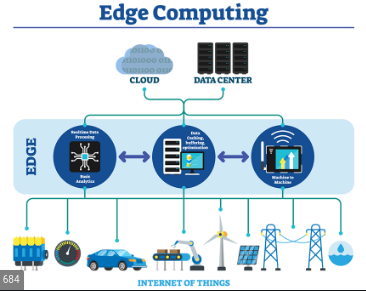 Edge Computing
CLOUD
DATA CENTER
EDGE
Realtime Data
Processing
Basic
Analytics
Data
Caching,
buffering
optimization
Machine to
Machine
INTERNET OF THINGS
684